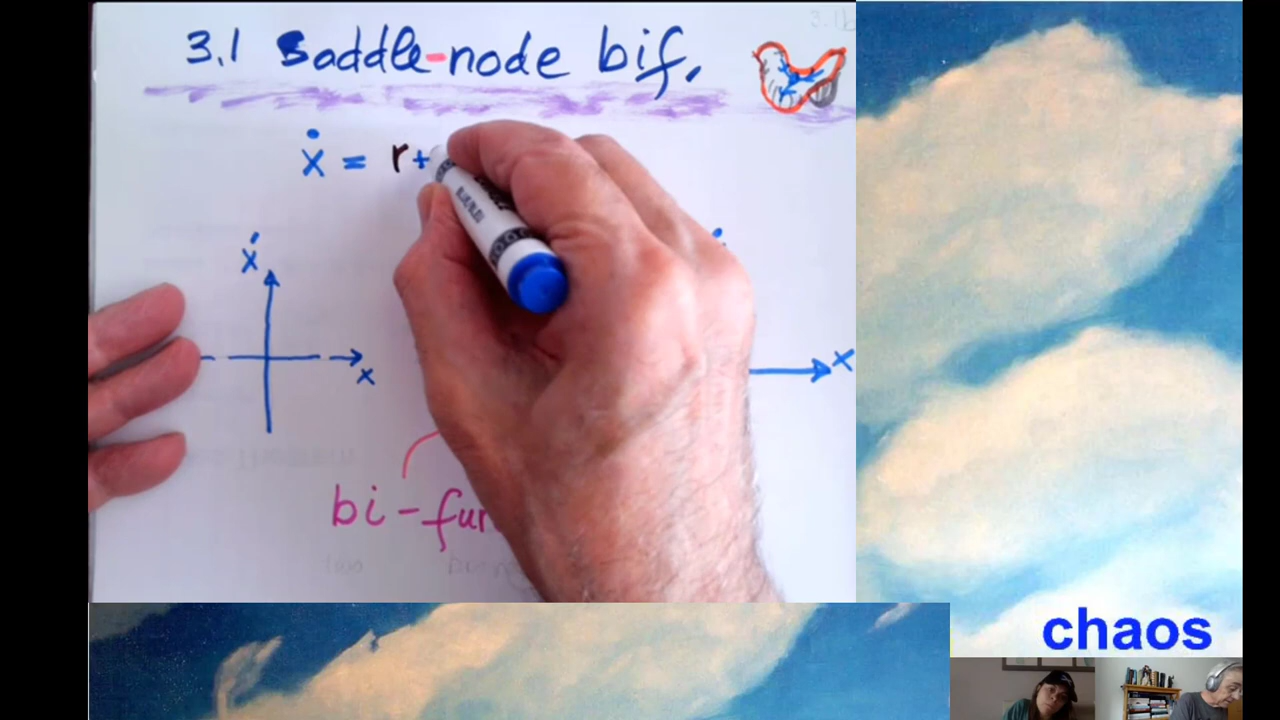 3.1 Saddle-node bif.
ẋ = r+
ẋ
x
x
bi-fur
chaos